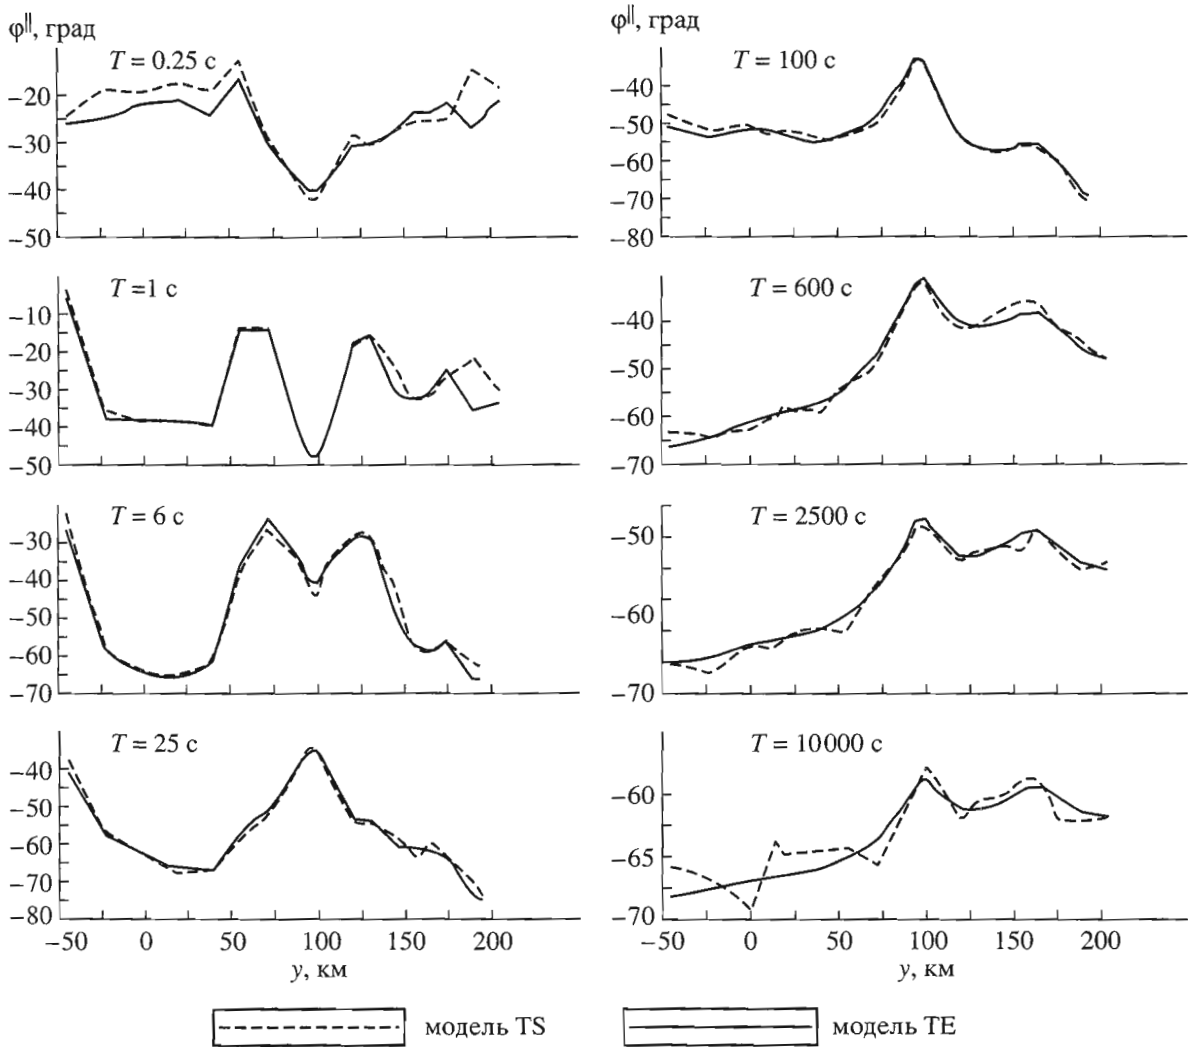 φ||, град
T = 0.25 с
−20
−30
−40
−50
T =1 с
−10
−20
−30
−40
−50
T = 6 с
−30
−40
−50
−60
−70
T = 25 с
−40
−50
−60
−70
−80
−50 0 50 100 150 200
y, км
φ||, град
T = 100 с
−40
−50
−60
−70
−80
T = 600 с
−40
−50
−60
−70
T = 2500 с
−50
−60
−70
T = 10000 с
−60
−65
−70
−50 0 50 100 150 200
y, км
модель TS
модель TE